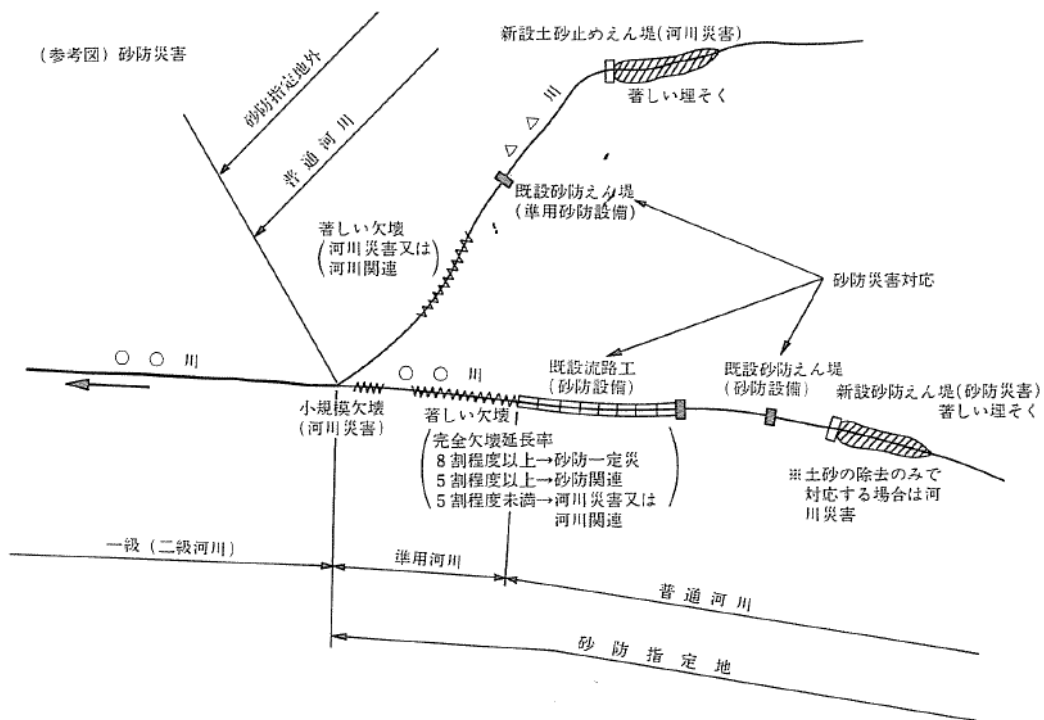 (参考図) 砂防災害
砂防指定地外
普通河川
新設土砂止めえん堤(河川災害)
著しい埋そく
△△川
既設砂防えん堤
(準用砂防設備)
著しい欠壊
(河川災害又は
河川関連)
砂防災害対応
○○川
○○川
小規模欠壊
(河川災害)
著しい欠壊
(完全欠壊延長率
8割程度以上→砂防一定災
5割程度以上→砂防関連
5割程度未満→河川災害又は
河川関連)
既設流路工
(砂防設備)
既設砂防えん堤
(砂防設備)
新設砂防えん堤(砂防災害)
著しい埋そく
※土砂の除去のみで
対応する場合は河
川災害
一級(二級河川)
準用河川
普通河川
砂防指定地